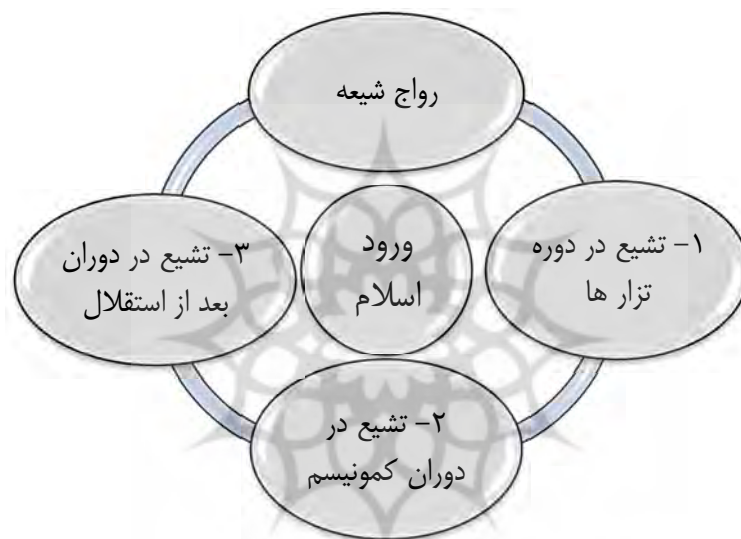 رواج شیعه
ورود
اسلام
۱- تشیع در دوره
تزار ها
۲- تشیع در
دوران کمونیسم
۳- تشیع در دوران
بعد از استقلال